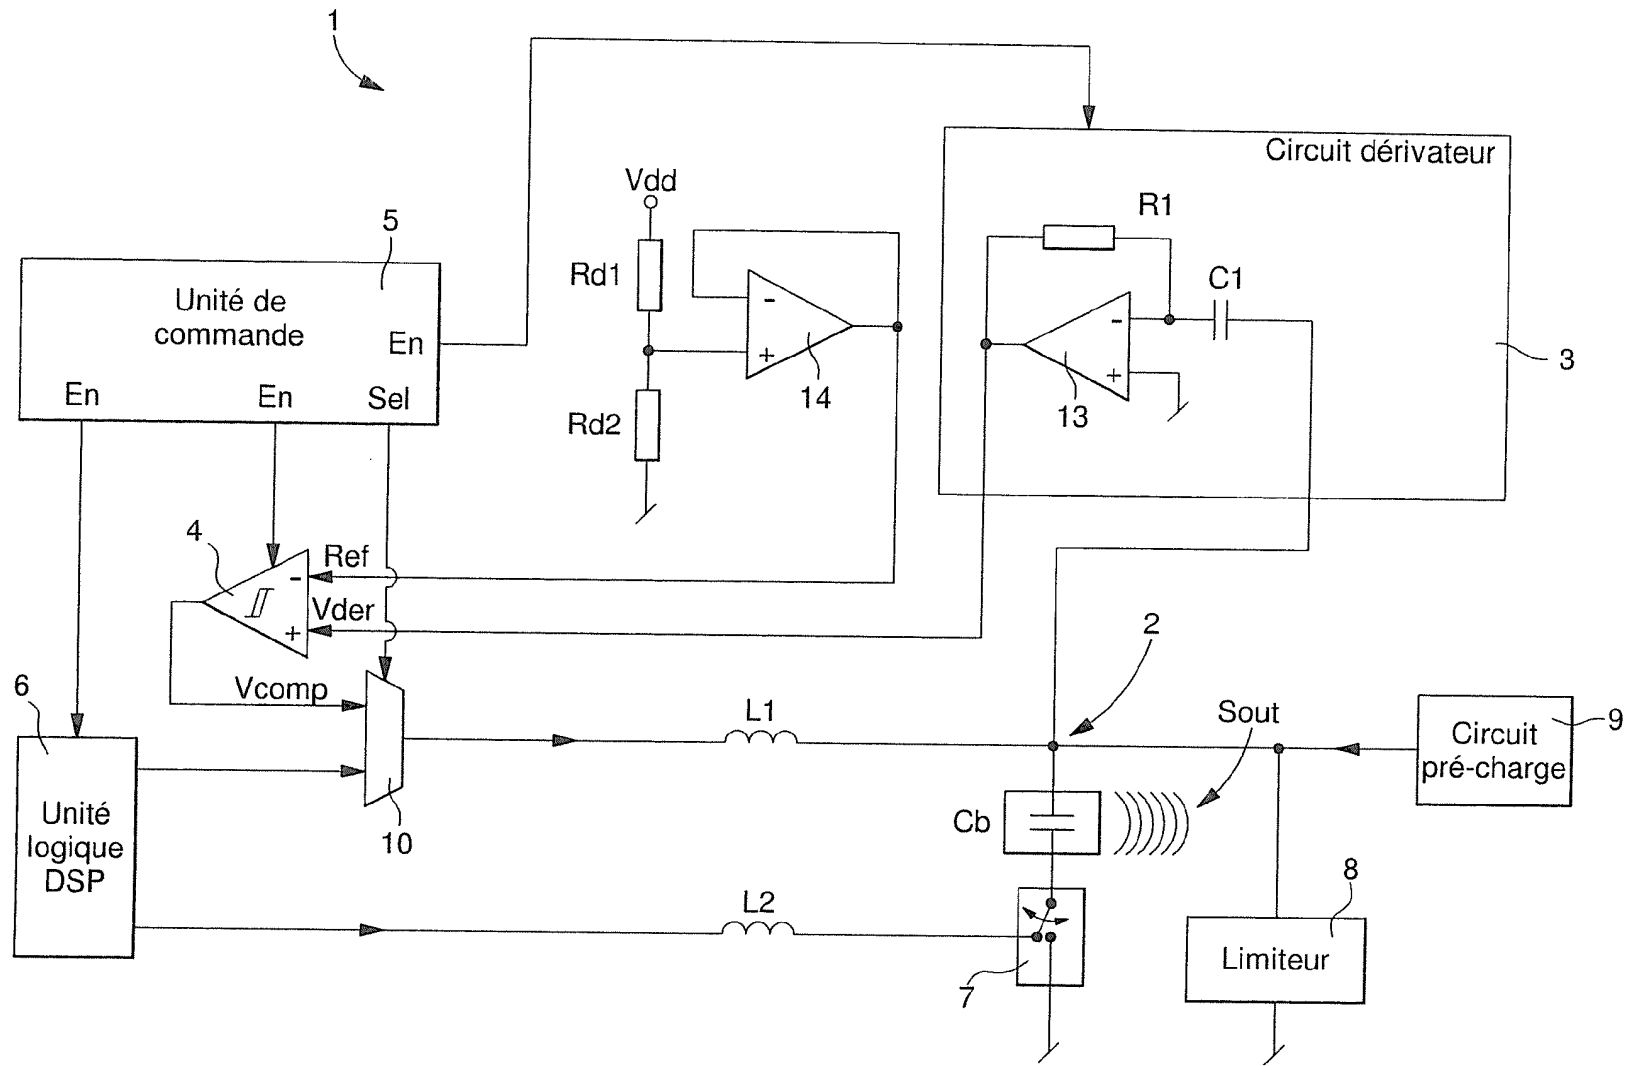 1
Circuit dérivateur
Vdd
R1
5
Rd1
C1
Unité de
commande
-
-
En
+
14
13
+
3
En
En
Sel
Rd2
4
Ref
-
Vder
+
2
6
Vcomp
L1
Sout
9
Circuit
pré-charge
Unité
logique
DSP
10
Cb
8
L2
Limiteur
7